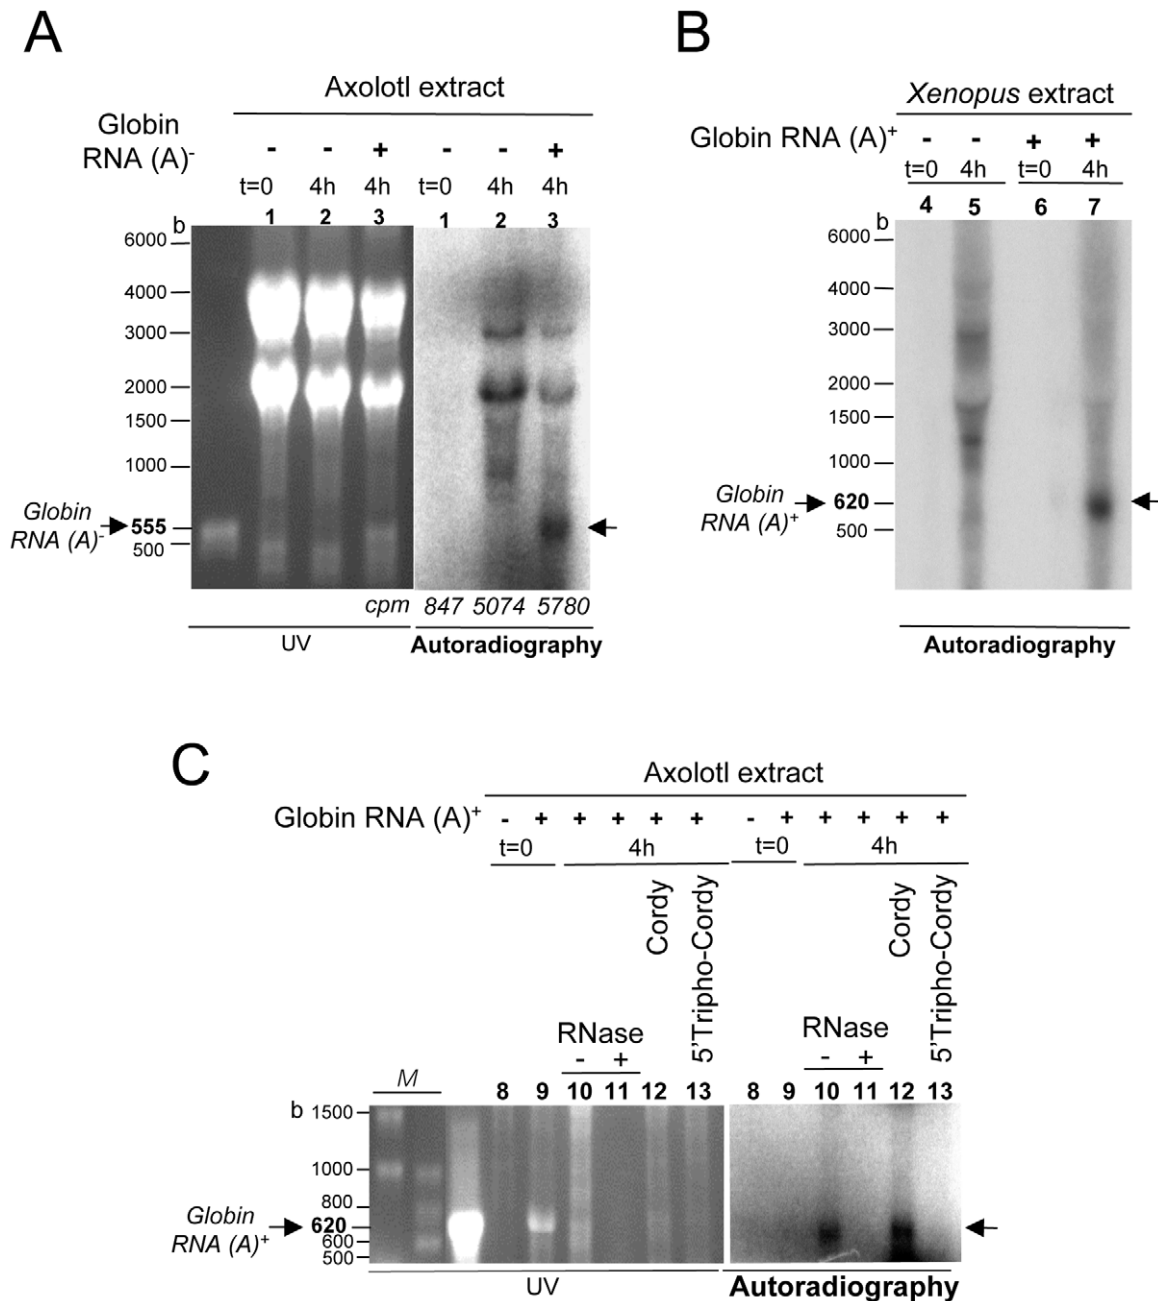 A
Axolotl extract
Globin
RNA (A)-
- - + - - +
t=0 4h 4h t=0 4h 4h
b 1 2 3 1 2 3
6000
4000
3000
2000
1500
1000
Globin
RNA (A)-
555
500
cpm 847 5074 5780
UV
Autoradiography
B
Xenopus extract
Globin RNA (A)+
- - + +
t=0 4h t=0 4h
b 4 5 6 7
6000
4000
3000
2000
1500
1000
Globin
RNA (A)+
620
500
Autoradiography
C
Axolotl extract
Globin RNA (A)+
- + + + + + - + + + + +
t=0 4h t=0 4h
Cordy
5'Tripho-Cordy
Cordy
5'Tripho-Cordy
RNase RNase
- + - +
M 8 9 10 11 12 13 8 9 10 11 12 13
b 1500
1000
800
Globin
RNA (A)+
620
600
500
UV
Autoradiography